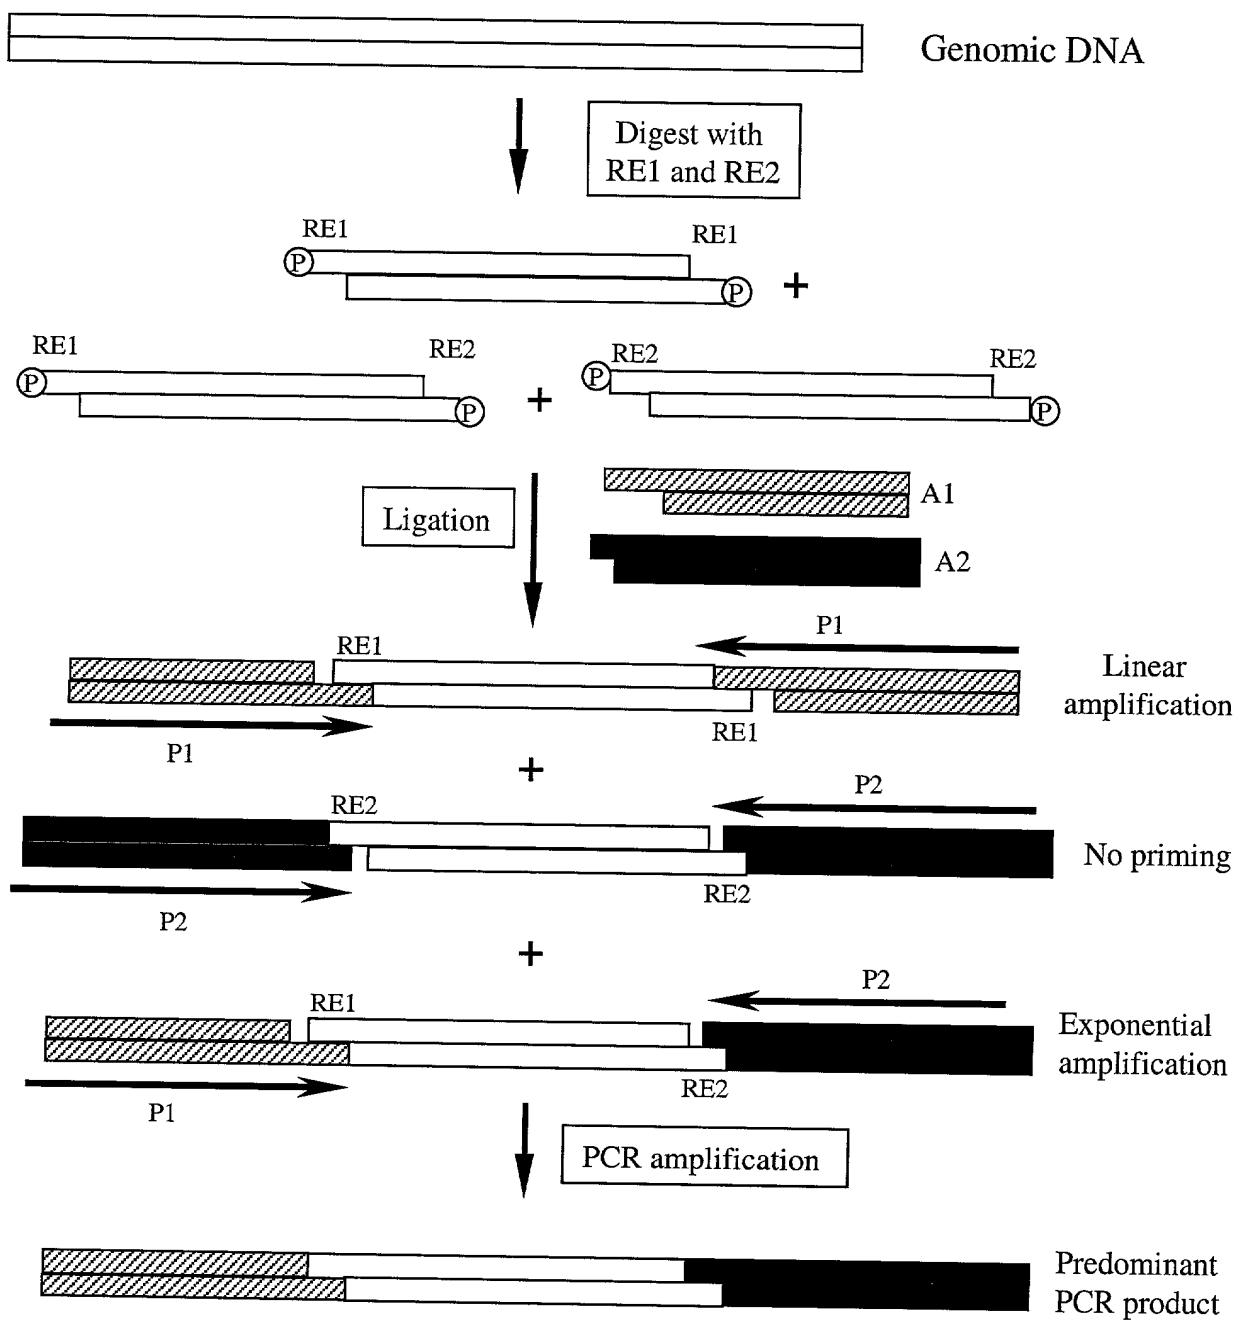 Genomic DNA
Digest with
RE1 and RE2
RE1
RE1
P
P
+
RE1
RE2
RE2
RE2
P
P
+
P
P
A1
Ligation
A2
P1
RE1
Linear
amplification
RE1
P1
+
P2
RE2
No priming
RE2
P2
+
P2
RE1
Exponential
amplification
RE2
P1
PCR amplification
Predominant
PCR product